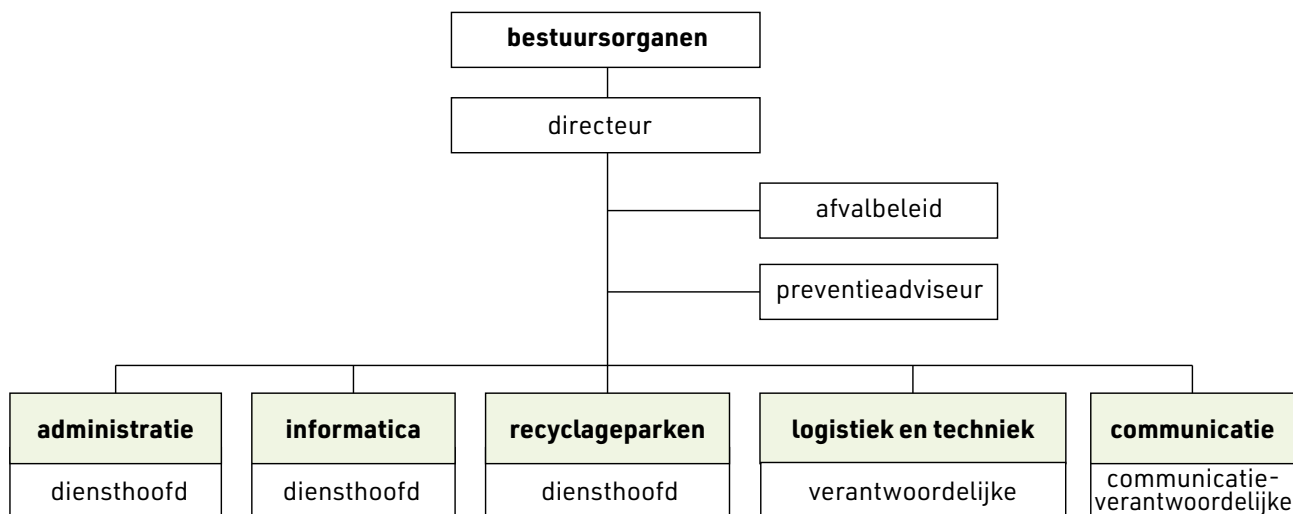 bestuursorganen
directeur
afvalbeleid
preventieadviseur
administratie
diensthoofd
informatica
diensthoofd
recyclageparken
diensthoofd
logistiek en techniek
verantwoordelijke
communicatie
communicatie-
verantwoordelijke